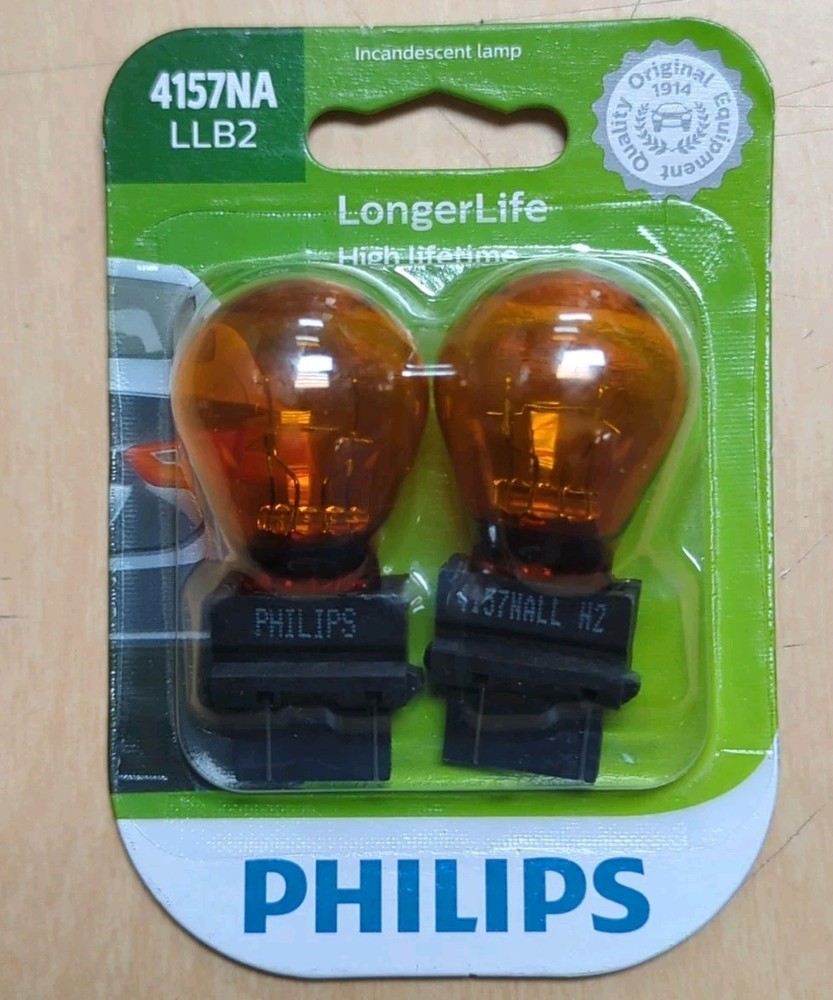 Incandescent lamp
4157NA
LLB2
Quality Original Equipment
1914
LongerLife
High lifetime
PHILIPS
4157NALL H2
PHILIPS